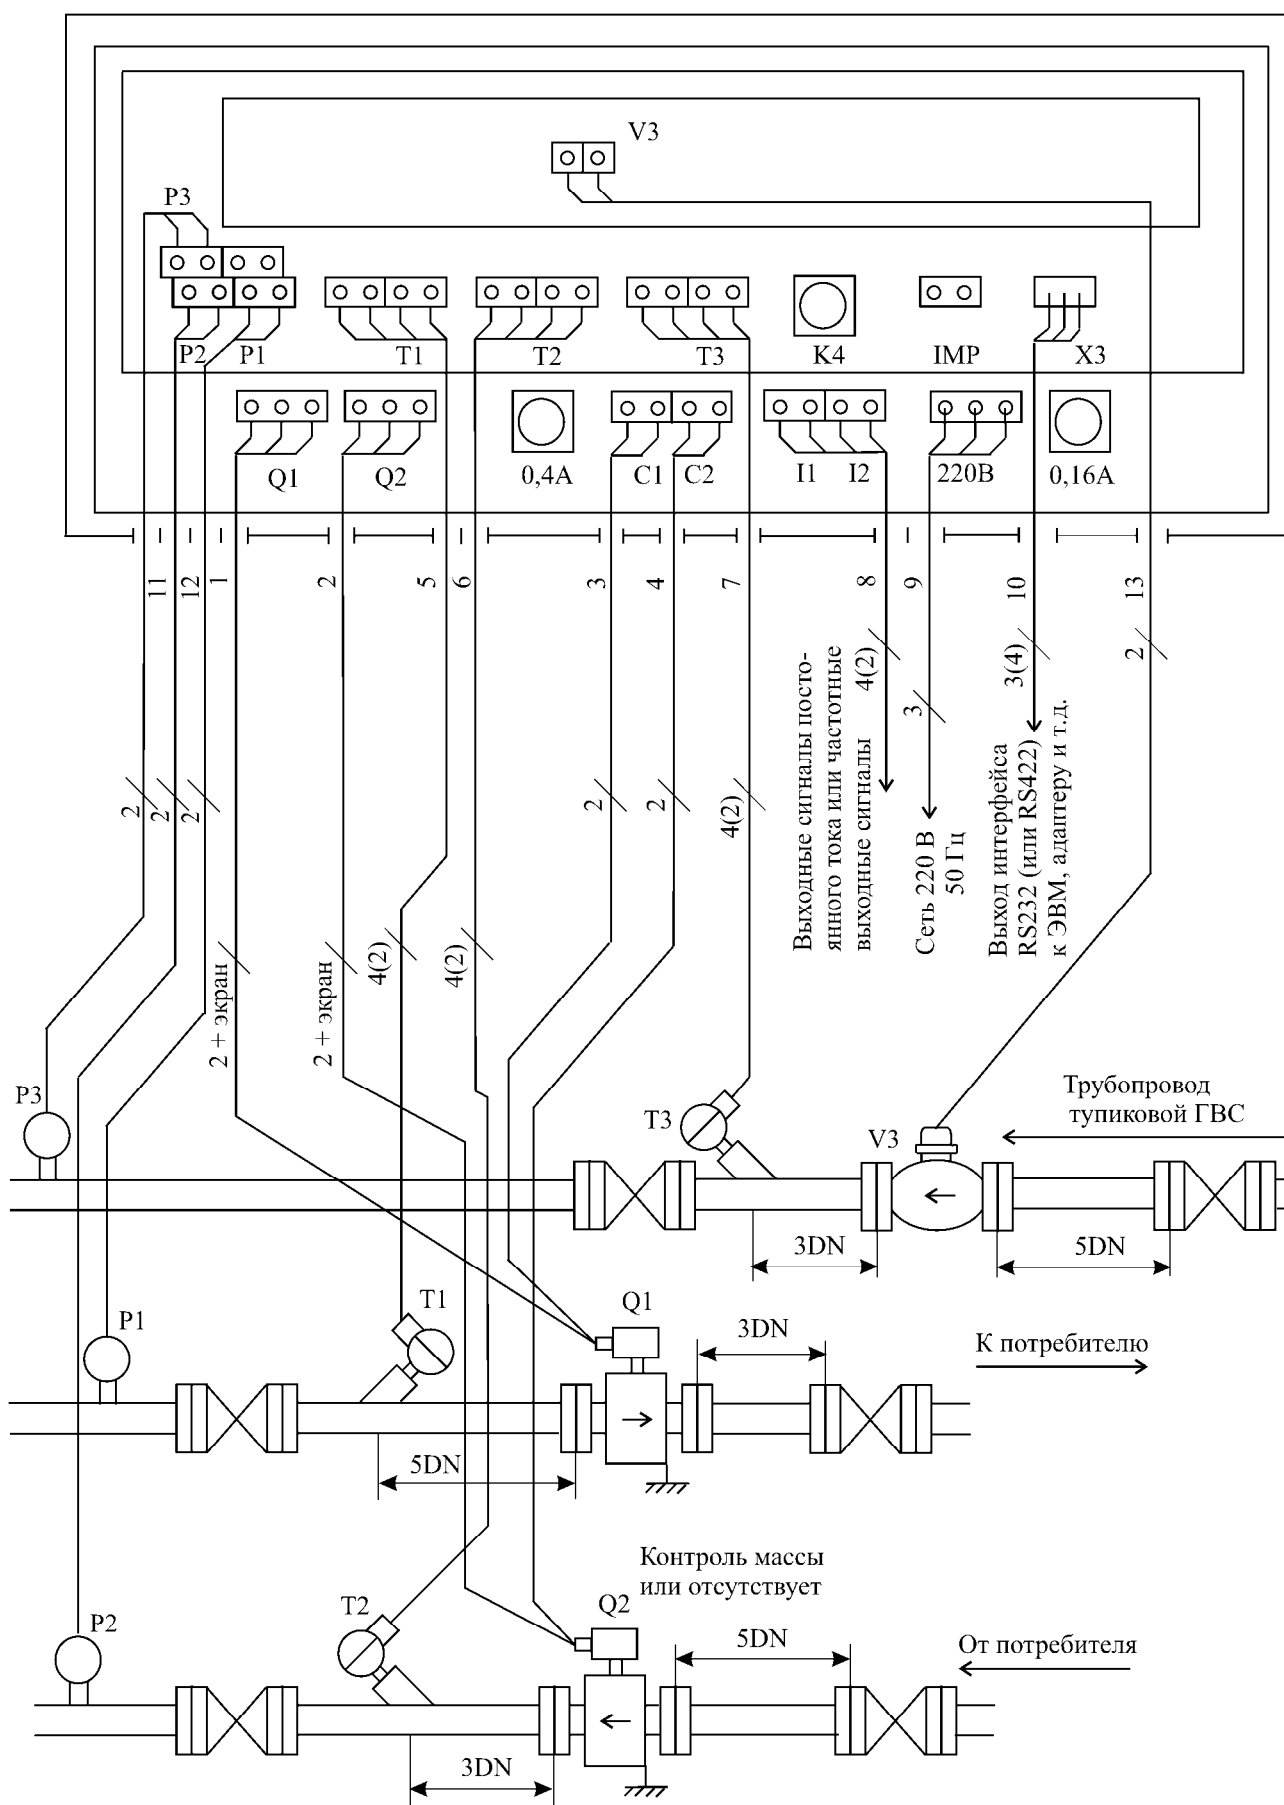 V3
P3
P2
P1
T1
T2
T3
K4
IMP
X3
Q1
Q2
0,4А
C1
C2
I1
I2
220В
0,16А
11
12
1
2
5
6
3
4
7
8
9
10
13
2
2
2
2 + экран
2 + экран
4(2)
4(2)
2
2
4(2)
4(2)
3
3(4)
2
Выходные сигналы посто-
янного тока или частотные
выходные сигналы
Сеть 220 В
50 Гц
Выход интерфейса
RS232 (или RS422)
к ЭВМ, адаптеру и т.д.
P3
T3
V3
Трубопровод
тупиковой ГВС
3DN
5DN
P1
T1
Q1
3DN
К потребителю
5DN
Контроль массы
или отсутствует
P2
T2
Q2
5DN
От потребителя
3DN